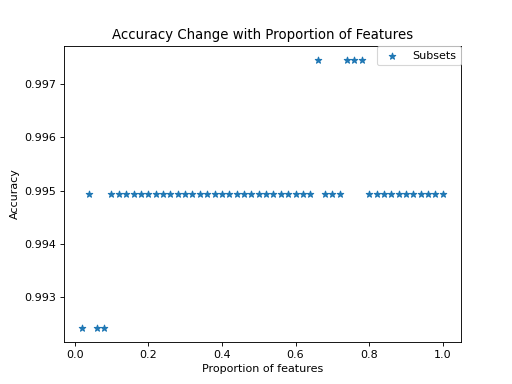 Accuracy Change with Proportion of Features
Subsets
0.997
0.996
0.995
0.994
0.993
Accuracy
0.0 0.2 0.4 0.6 0.8 1.0
Proportion of features